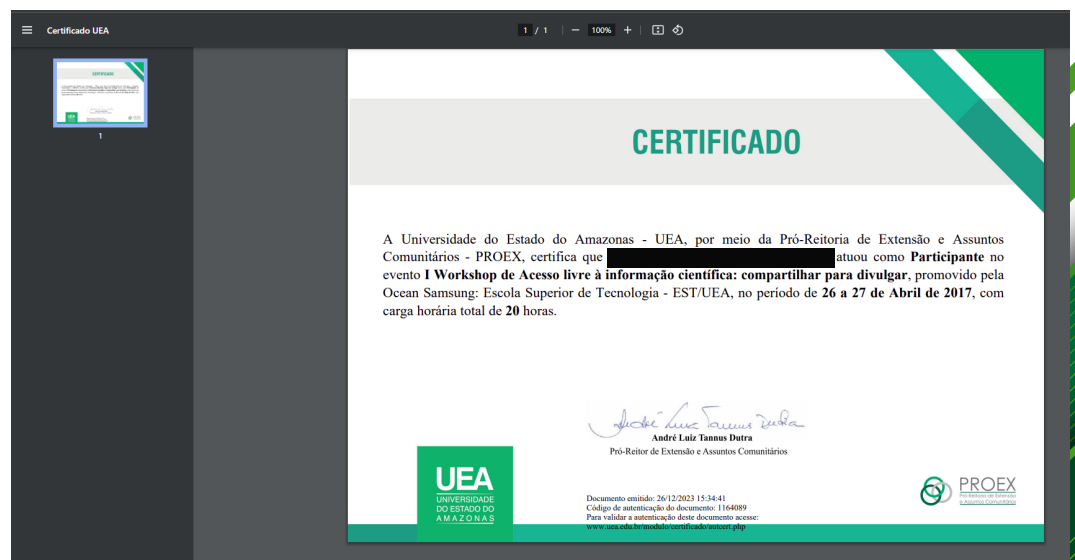 Certificado UEA
1 / 1
100%
1
CERTIFICADO
A Universidade do Estado do Amazonas - UEA, por meio da Pró-Reitoria de Extensão e Assuntos
Comunitários - PROEX, certifica que atuou como Participante no
evento I Workshop de Acesso livre à informação científica: compartilhar para divulgar, promovido pela
Ocean Samsung: Escola Superior de Tecnologia - EST/UEA, no período de 26 a 27 de Abril de 2017, com
carga horária total de 20 horas.
André Luiz Tannus Dutra
André Luiz Tannus Dutra
Pró-Reitor de Extensão e Assuntos Comunitários
UEA
UNIVERSIDADE
DO ESTADO DO
AMAZONAS
Documento emitido: 26/12/2023 15:34:41
Código de autenticação do documento: 1164089
Para validar a autenticação deste documento acesse:
www.uea.edu.br/modulo/certificado/autcert.php
PROEX
Pró-Reitoria de Extensão
e Assuntos Comunitários